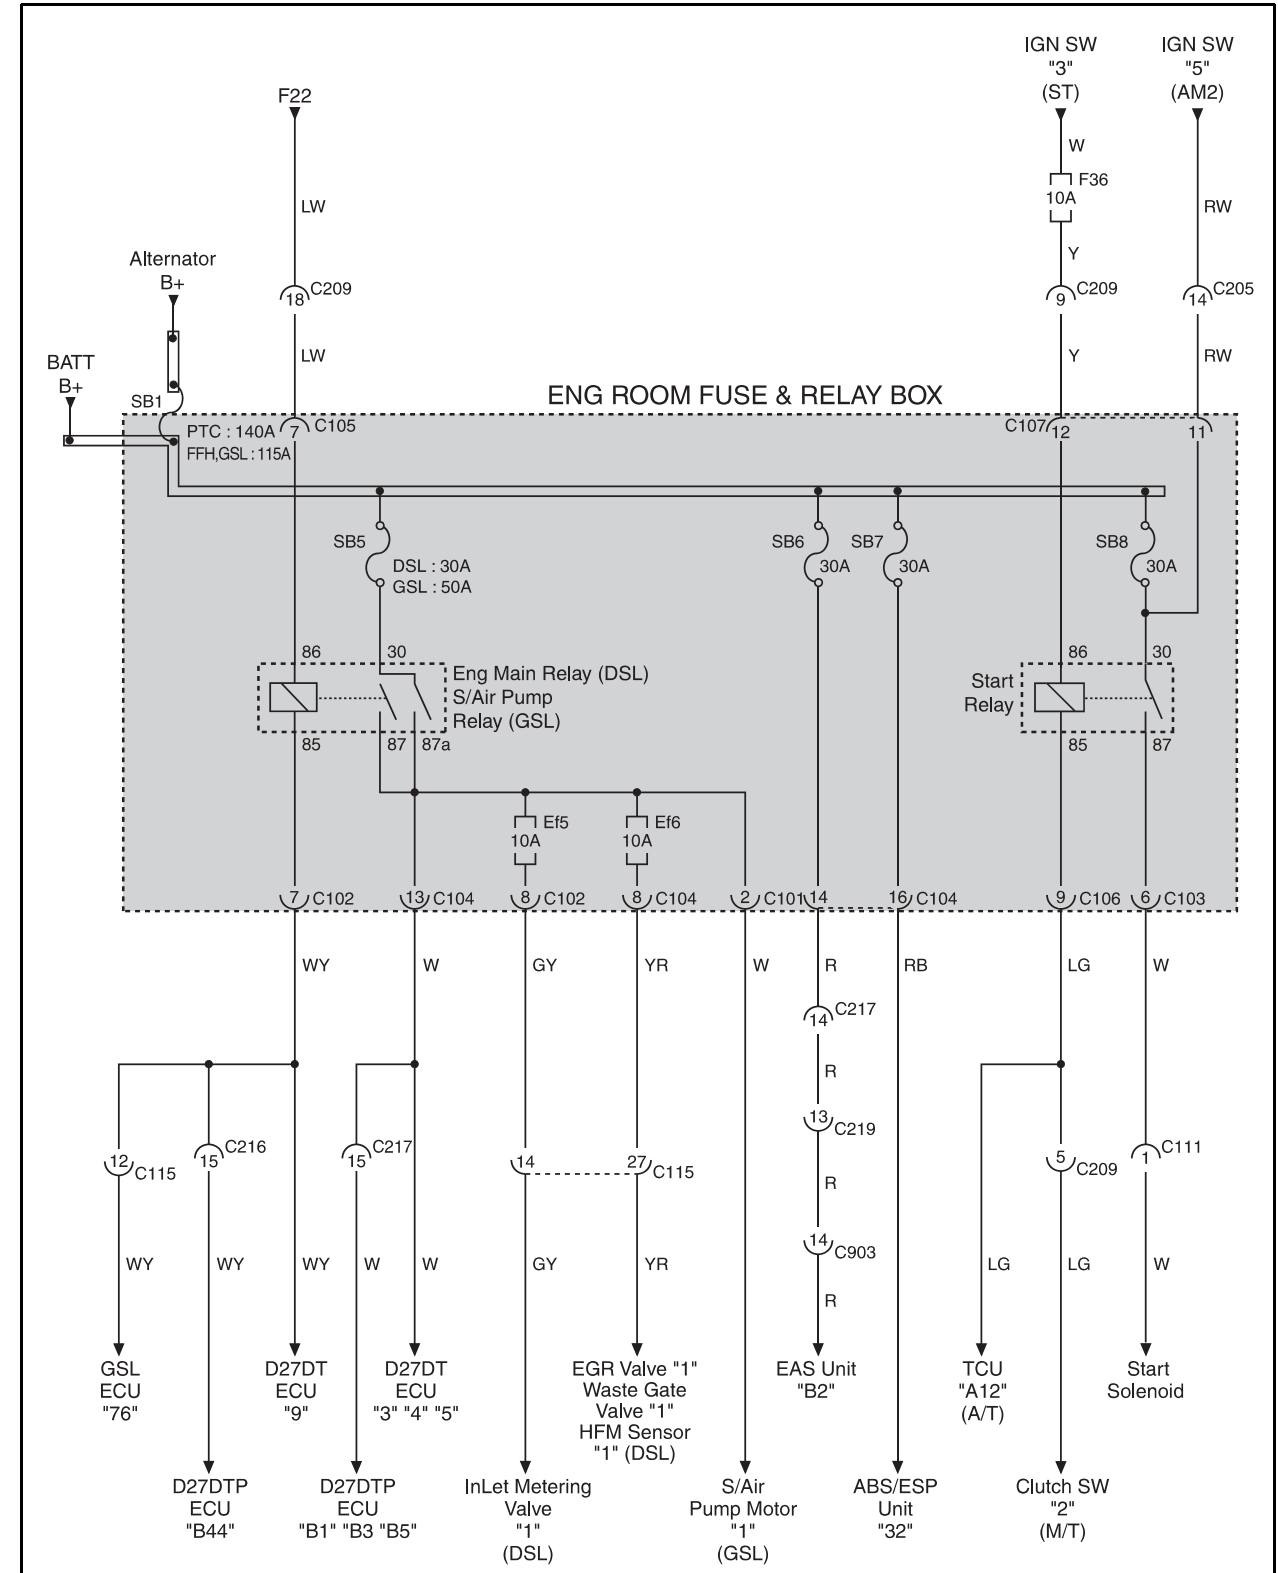 IGN SW
"3"
(ST)
IGN SW
"5"
(AM2)
F22
W
F36
10A
LW
RW
Y
Alternator
B+
18
C209
9
C209
14
C205
BATT
B+
LW
Y
RW
SB1
ENG ROOM FUSE & RELAY BOX
PTC : 140A
FFH,GSL : 115A
7
C105
C107
12
11
SB5
DSL : 30A
GSL : 50A
SB6
30A
SB7
30A
SB8
30A
86
30
Eng Main Relay (DSL)
S/Air Pump
Relay (GSL)
85
87
87a
86
30
Start
Relay
85
87
Ef5
10A
Ef6
10A
7
C102
13
C104
8
C102
8
C104
2
C101
14
16
C104
9
C106
6
C103
WY
W
GY
YR
W
R
RB
LG
W
14
C217
R
13
C219
12
C115
15
C216
15
C217
14
27
C115
R
5
C209
1
C111
14
C903
WY
WY
WY
W
W
GY
YR
R
LG
LG
W
GSL
ECU
"76"
D27DT
ECU
"9"
D27DT
ECU
"3" "4" "5"
EGR Valve "1"
Waste Gate
Valve "1"
HFM Sensor
"1" (DSL)
EAS Unit
"B2"
TCU
"A12"
(A/T)
Start
Solenoid
D27DTP
ECU
"B44"
D27DTP
ECU
"B1" "B3 "B5"
InLet Metering
Valve
"1"
(DSL)
S/Air
Pump Motor
"1"
(GSL)
ABS/ESP
Unit
"32"
Clutch SW
"2"
(M/T)